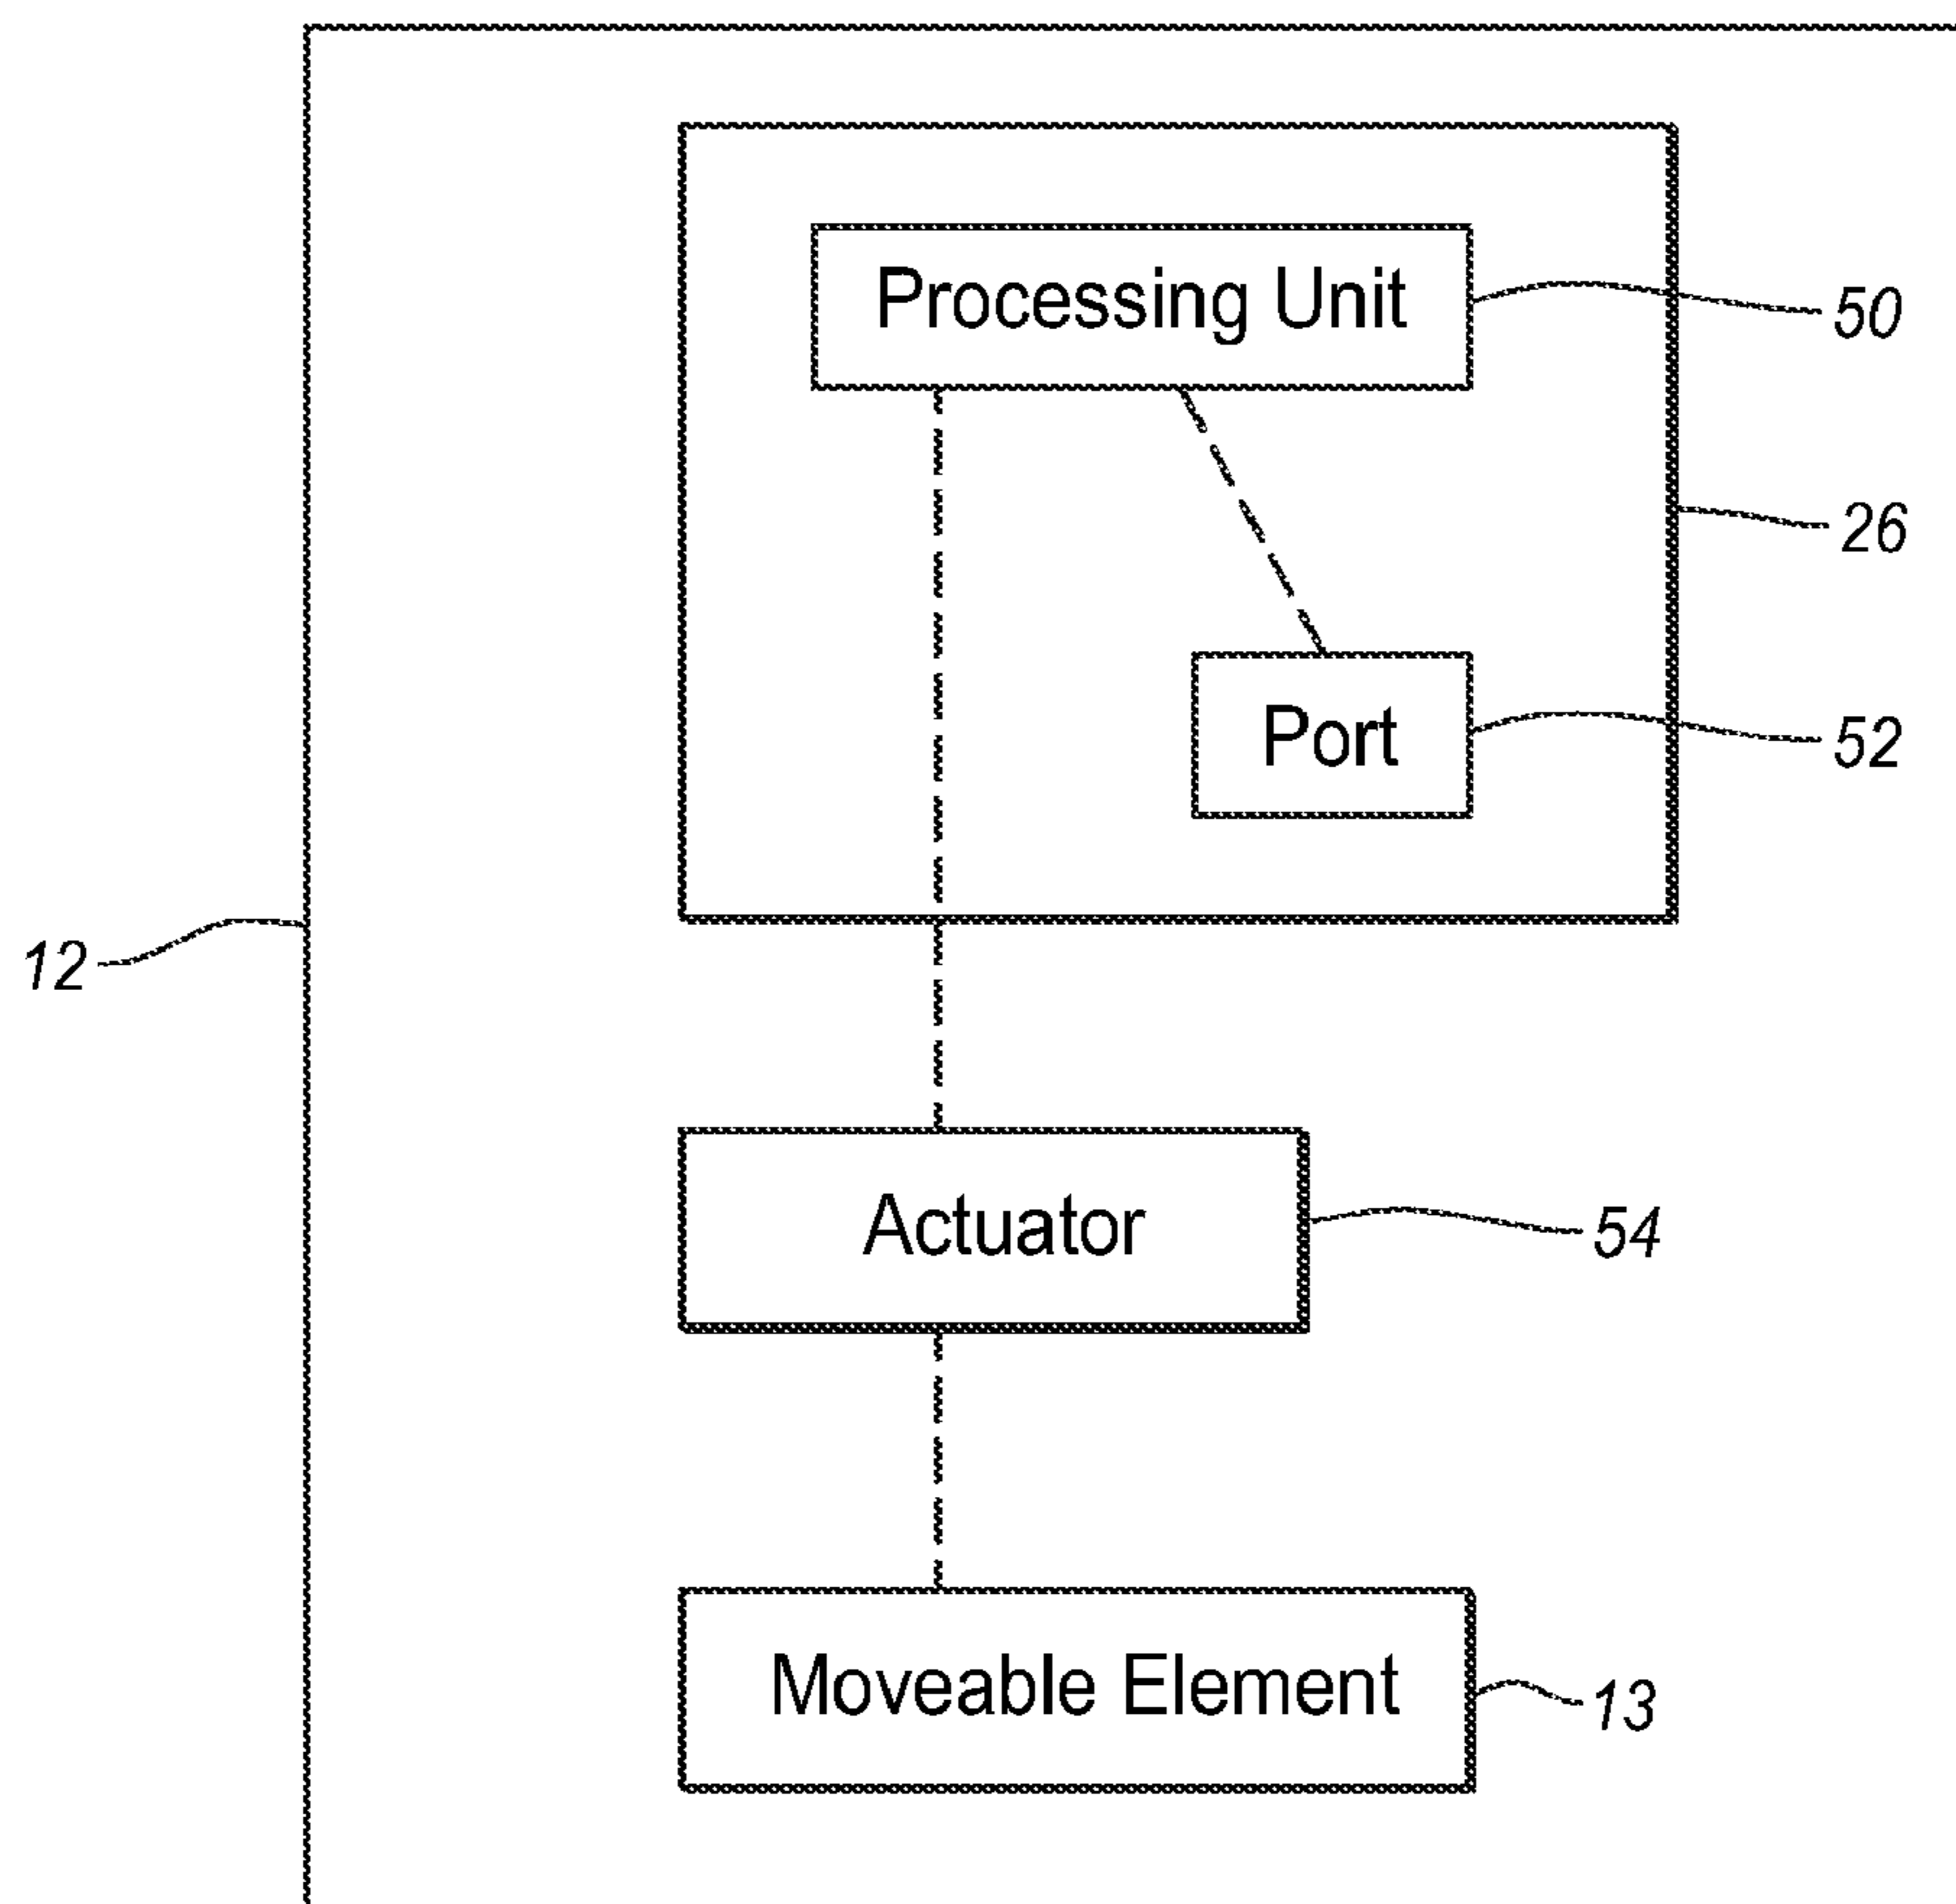 Processing Unit
50
26
Port
52
12
Actuator
54
Moveable Element
13